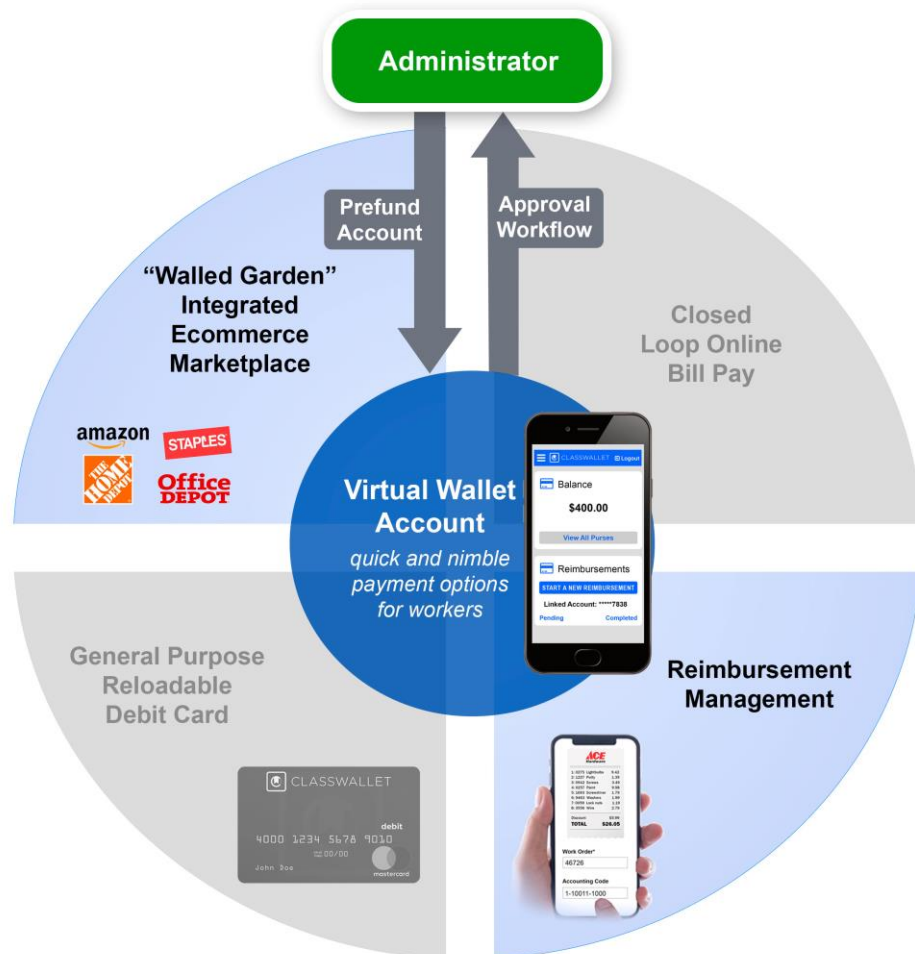 Administrator
Prefund
Account
Approval
Workflow
“Walled Garden”
Integrated
Ecommerce
Marketplace
amazon
STAPLES
THE
HOME
DEPOT
Office
DEPOT
Closed
Loop Online
Bill Pay
Virtual Wallet
Account
quick and nimble
payment options
for workers
CLASSWALLET
Logout
Balance
$400.00
View All Purses
Reimbursements
START A NEW REIMBURSEMENT
Linked Account: *****7838
Pending Completed
General Purpose
Reloadable
Debit Card
CLASSWALLET
debit
4000 1234 5678 9010
00/00
John Doe
mastercard
Reimbursement
Management
ACE
Hardware
Discount
TOTAL $26.05
Work Order*
46726
Accounting Code
1-10011-1000